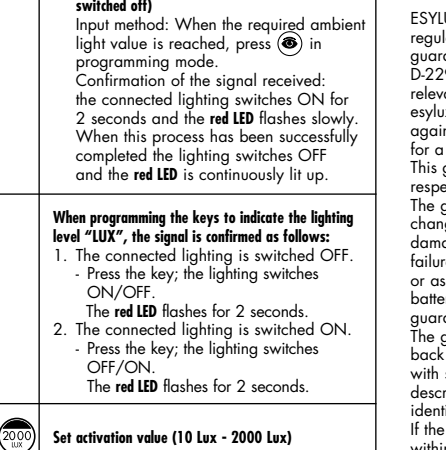 switched off)
Input method: When the required ambient
light value is reached, press in
programming mode.
Confirmation of the signal received:
the connected lighting switches ON for
2 seconds and the red LED flashes slowly.
When this process has been successfully
completed the lighting switches OFF
and the red LED is continuously lit up.
When programming the keys to indicate the lighting
level “LUX”, the signal is confirmed as follows:
1. The connected lighting is switched OFF.
- Press the key; the lighting switches
ON/OFF.
The red LED flashes for 2 seconds.
2. The connected lighting is switched ON.
- Press the key; the lighting switches
OFF/ON.
The red LED flashes for 2 seconds.
2000
LUX
Set activation value (10 Lux - 2000 Lux)
ESYLU
regul
guar
D-229
releva
esylu
again
for a
This g
respe
The g
chang
dama
failur
or as
batte
guar
The g
back
with
descr
identi
If the
within